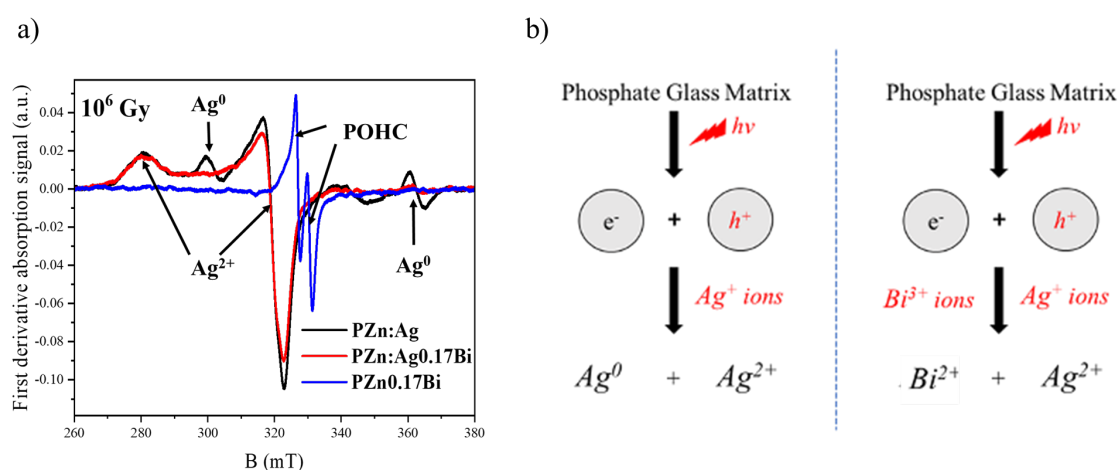 a)
10⁶ Gy
Ag⁰
POHC
Ag²⁺
Ag⁰
PZn:Ag
PZn:Ag0.17Bi
PZn0.17Bi
First derivative absorption signal (a.u.)
0.04
0.02
0.00
-0.02
-0.04
-0.06
-0.08
-0.10
260 280 300 320 340 360 380
B (mT)
b)
Phosphate Glass Matrix
hν
e⁻ + h⁺
Ag⁺ ions
Ag⁰ + Ag²⁺
Phosphate Glass Matrix
hν
e⁻ + h⁺
Bi³⁺ ions Ag⁺ ions
Bi²⁺ + Ag²⁺